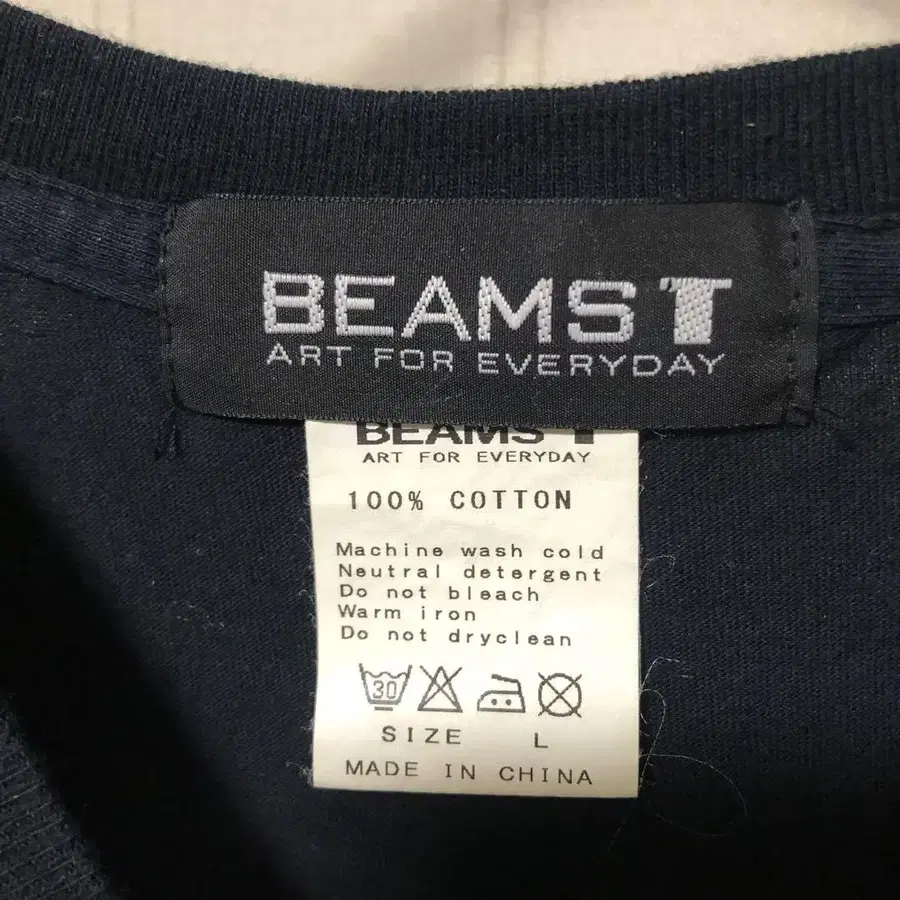 BEAMS T
ART FOR EVERYDAY
BEAMS T
ART FOR EVERYDAY
100% COTTON
Machine wash cold
Neutral detergent
Do not bleach
Warm iron
Do not dryclean
30
SIZE L
MADE IN CHINA